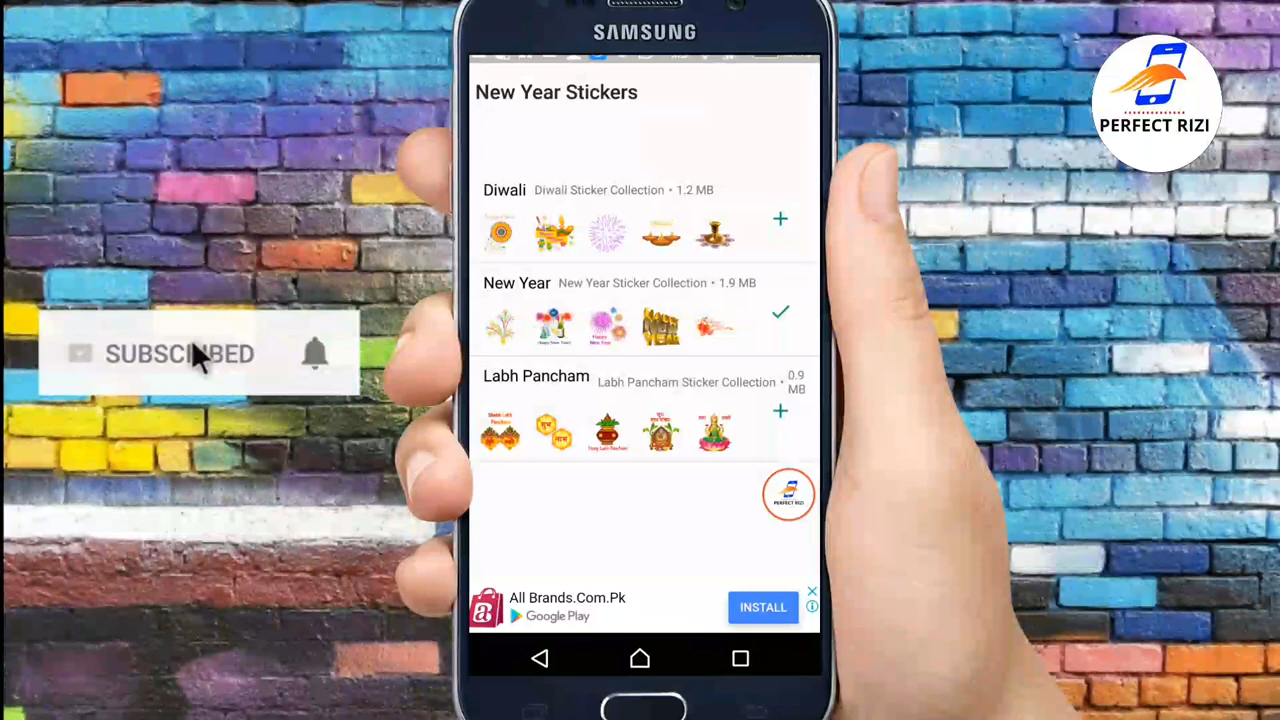 SAMSUNG
New Year Stickers
PERFECT RIZI
Diwali Diwali Sticker Collection • 1.2 MB
New Year New Year Sticker Collection • 1.9 MB
SUBSCRIBED
Labh Pancham Labh Pancham Sticker Collection • 0.9 MB
शुभ
लाभ
PERFECT RIZI
All Brands.Com.Pk
Google Play
INSTALL